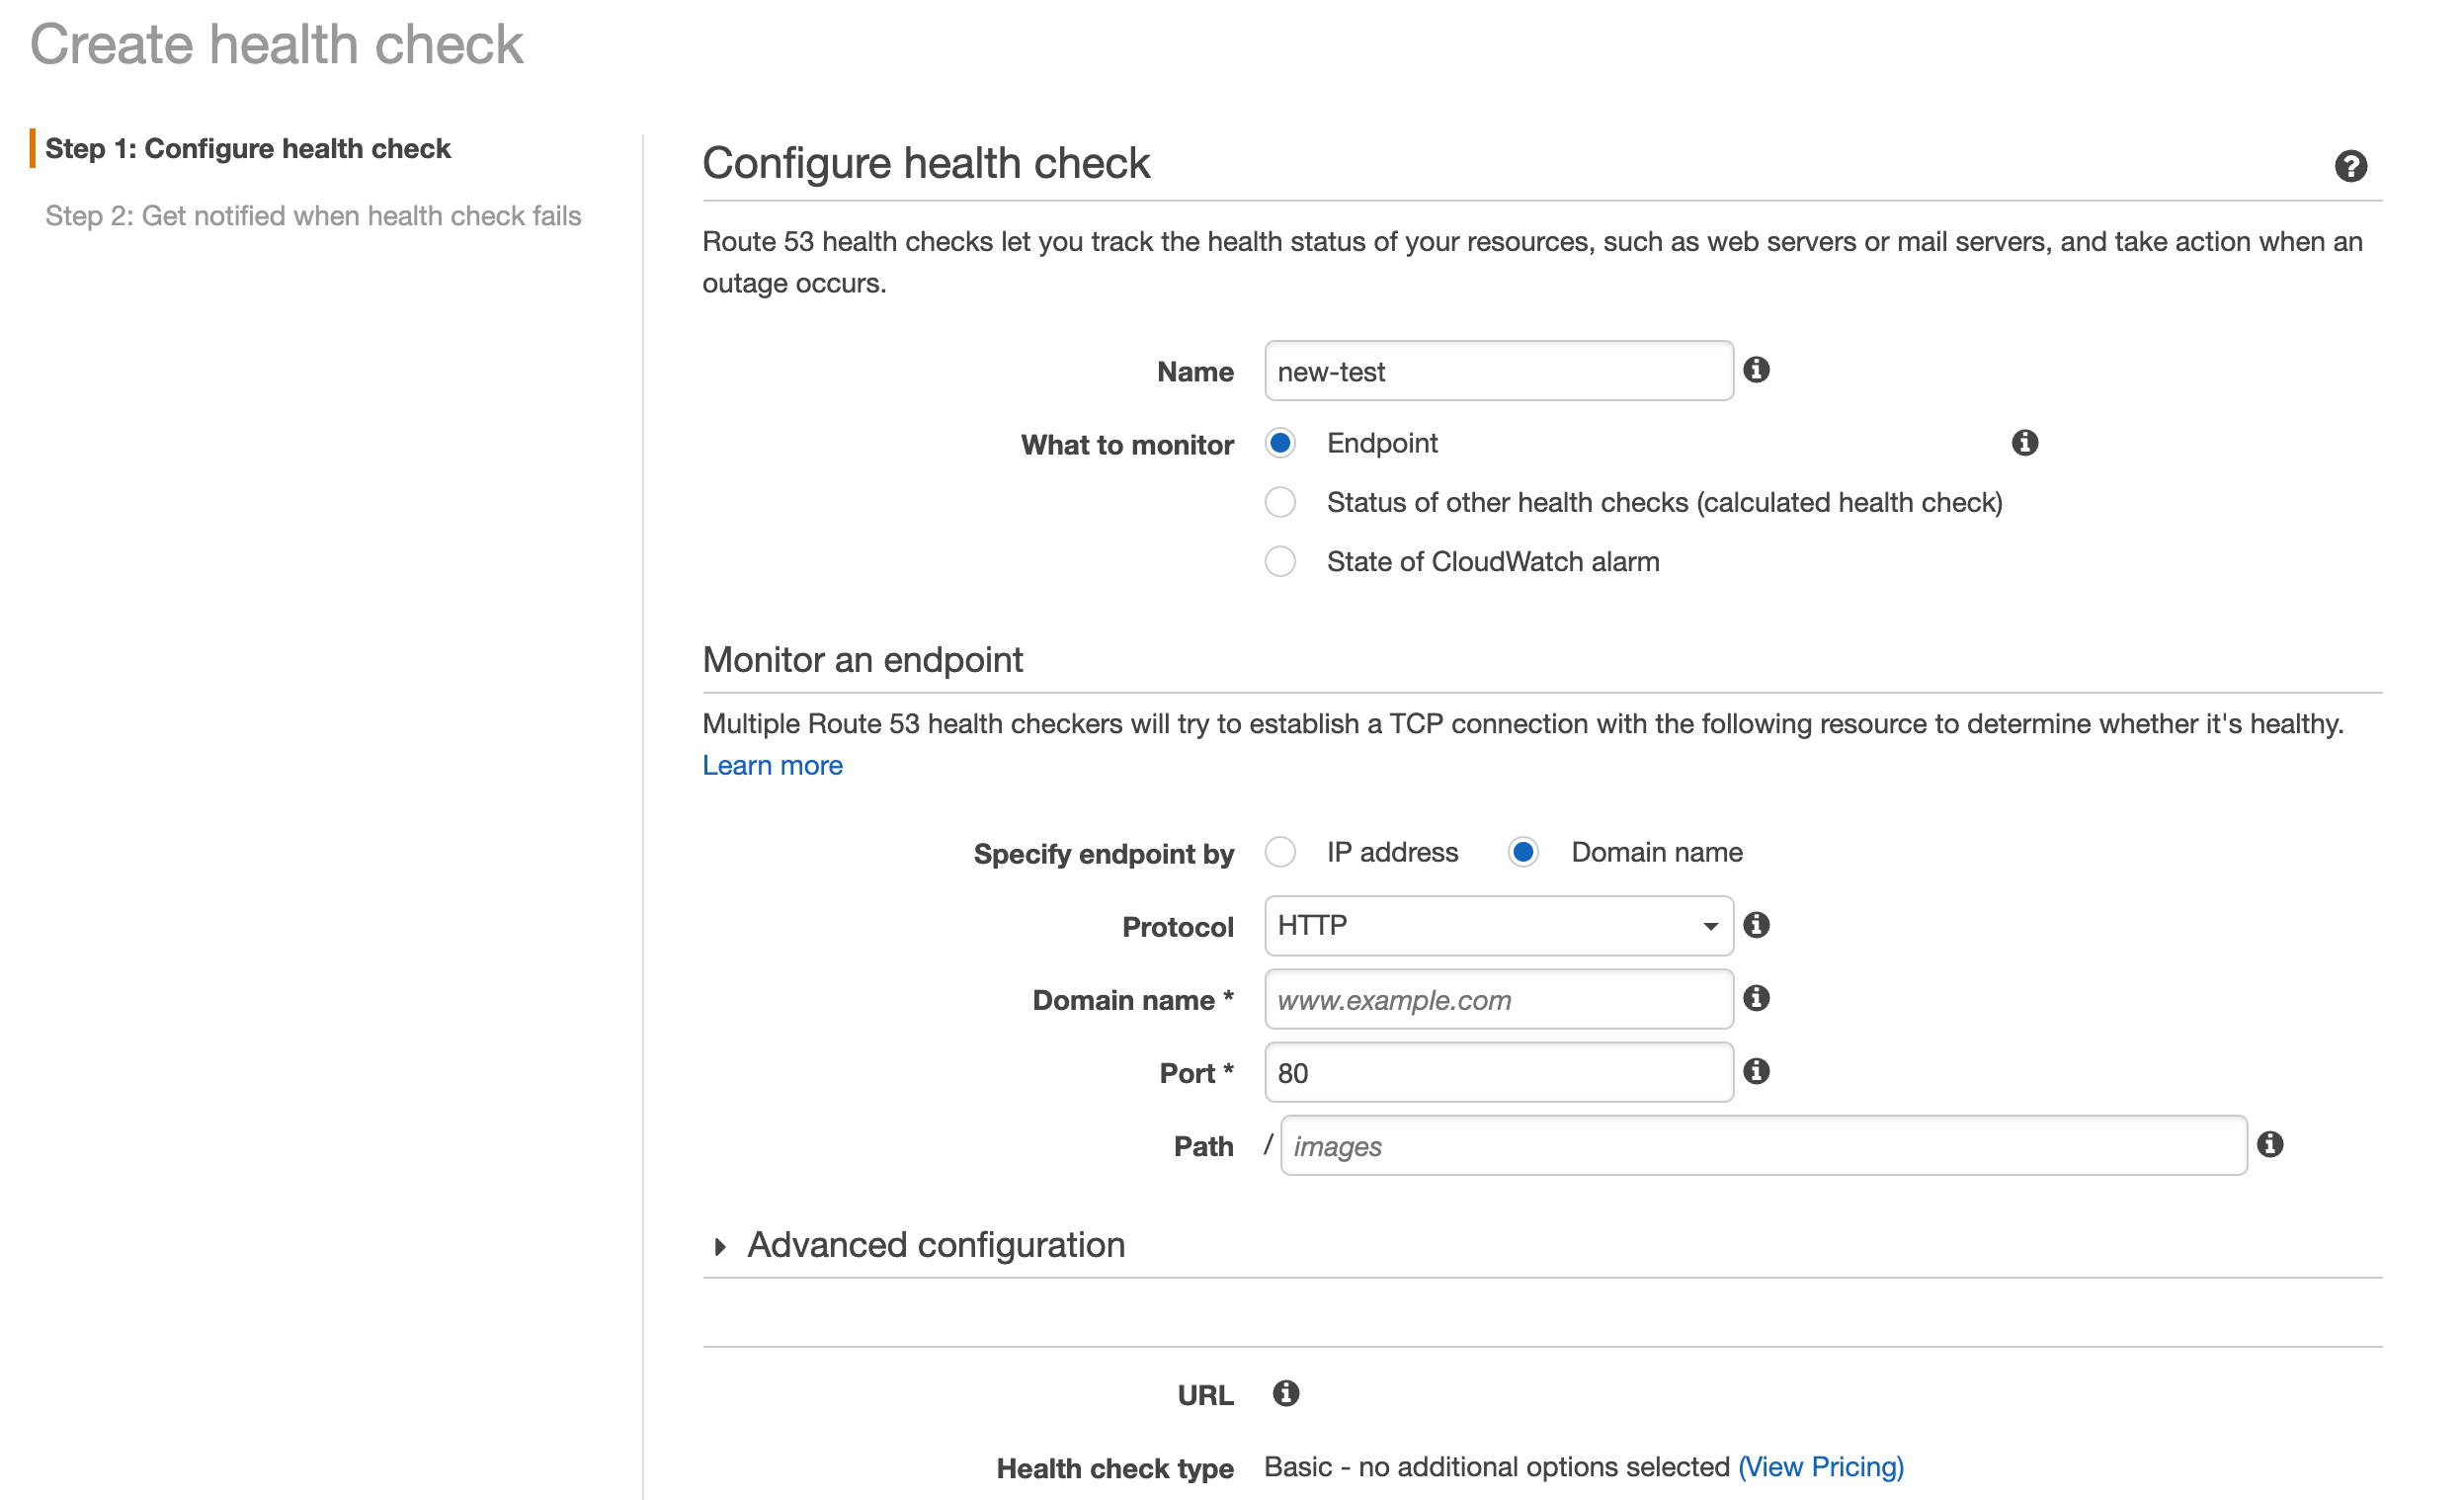 Create health check
Step 1: Configure health check
Step 2: Get notified when health check fails
Configure health check
Route 53 health checks let you track the health status of your resources, such as web servers or mail servers, and take action when an
outage occurs.
Name new-test
What to monitor Endpoint
Status of other health checks (calculated health check)
State of CloudWatch alarm
Monitor an endpoint
Multiple Route 53 health checkers will try to establish a TCP connection with the following resource to determine whether it's healthy.
Learn more
Specify endpoint by IP address Domain name
Protocol HTTP
Domain name * www.example.com
Port * 80
Path / images
Advanced configuration
URL
Health check type Basic - no additional options selected (View Pricing)